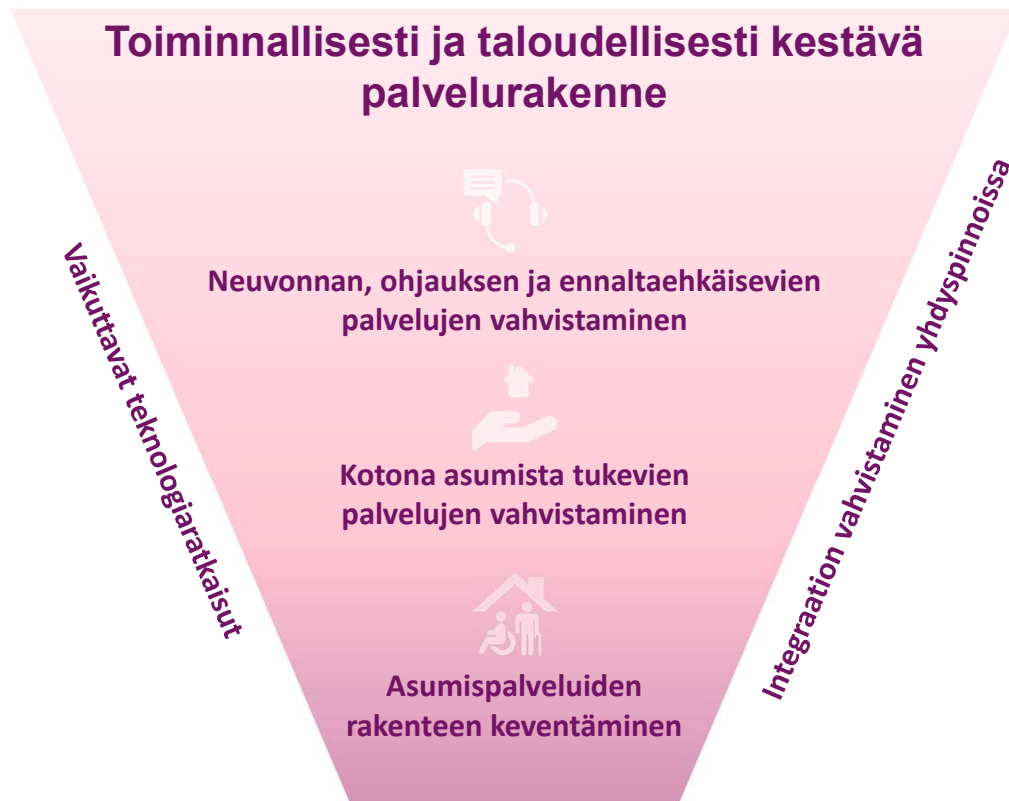 Toiminnallisesti ja taloudellisesti kestävä
palvelurakenne
Neuvonnan, ohjauksen ja ennaltaehkäisevien
palvelujen vahvistaminen
Kotona asumista tukevien
palvelujen vahvistaminen
Asumispalveluiden
rakenteen keventäminen
Vaikuttavat teknologiaratkaisut
Integraation vahvistaminen yhdyspinnoissa